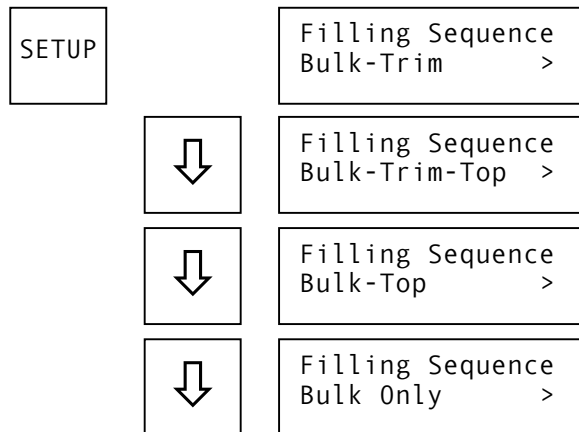 SETUP
Filling Sequence
Bulk-Trim >
Filling Sequence
Bulk-Trim-Top >
Filling Sequence
Bulk-Top >
Filling Sequence
Bulk Only >